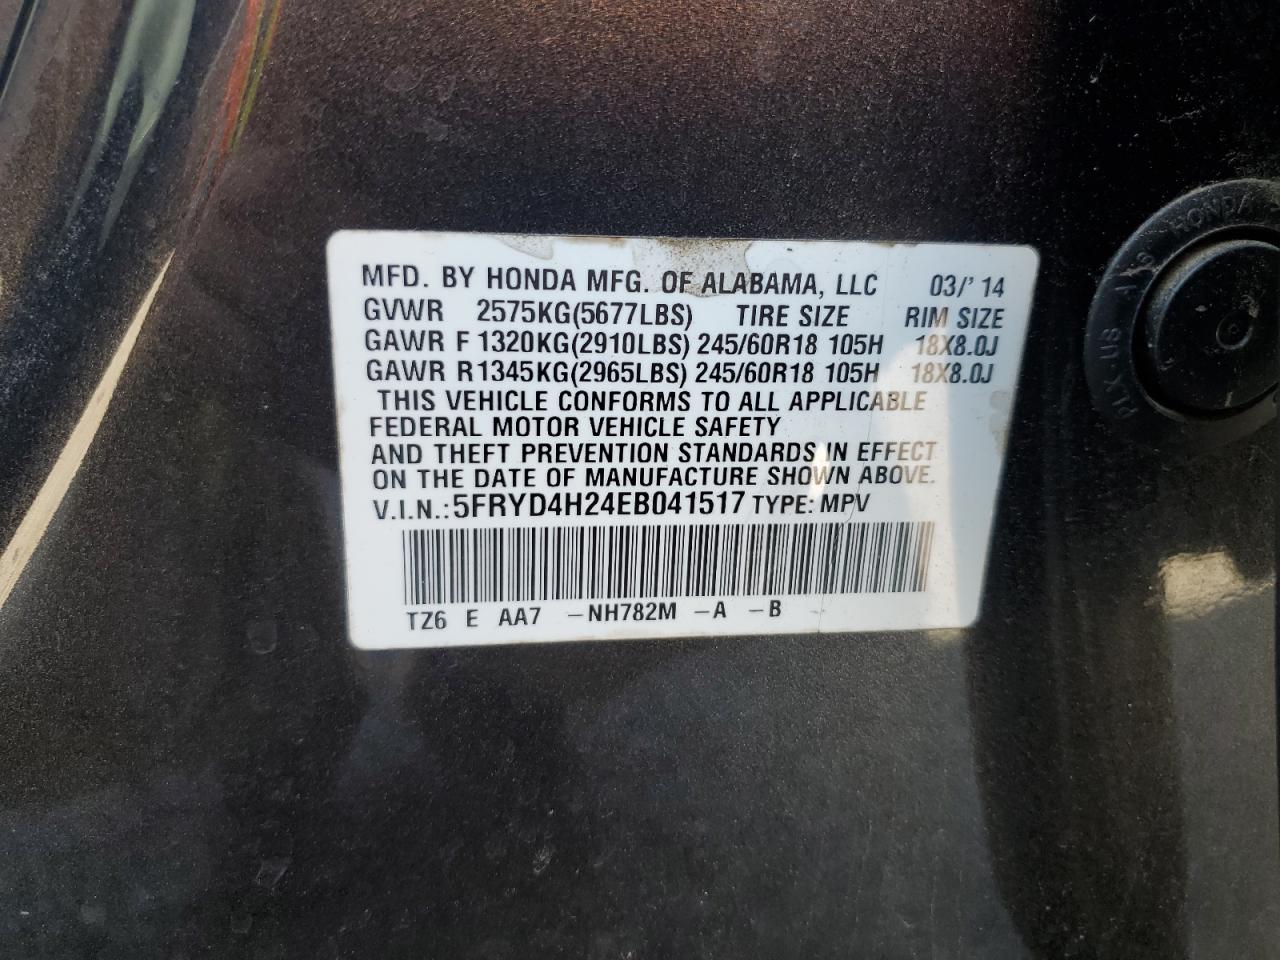 MFD. BY HONDA MFG. OF ALABAMA, LLC 03/' 14
GVWR 2575KG(5677LBS) TIRE SIZE RIM SIZE
GAWR F 1320KG(2910LBS) 245/60R18 105H 18X8.0J
GAWR R1345KG(2965LBS) 245/60R18 105H 18X8.0J
THIS VEHICLE CONFORMS TO ALL APPLICABLE
FEDERAL MOTOR VEHICLE SAFETY
AND THEFT PREVENTION STANDARDS IN EFFECT
ON THE DATE OF MANUFACTURE SHOWN ABOVE.
V.I.N.: 5FRYD4H24EB041517 TYPE: MPV
TZ6 E AA7 -NH782M -A -B
PLX-US HONDA